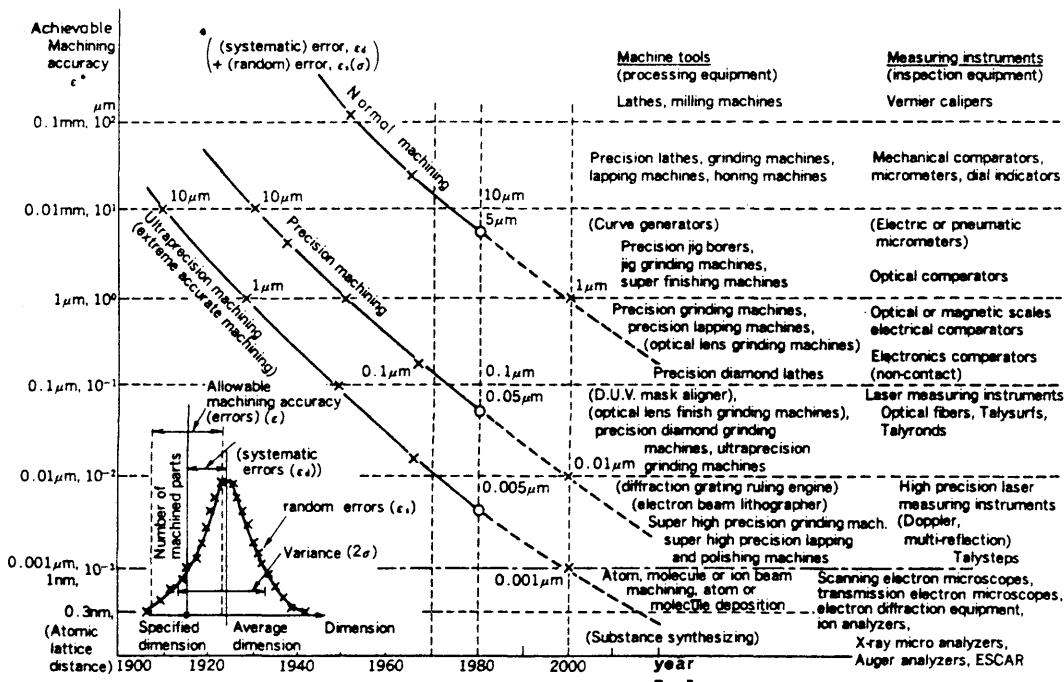 Achievable
Machining
accuracy
ε*
μm
0.1mm, 10²
0.01mm, 10¹
1μm, 10⁰
0.1μm, 10⁻¹
0.01μm, 10⁻²
0.001μm, 10⁻³
1nm,
0.3nm,
(Atomic
lattice
distance)
* ( (systematic) error, εd
+ (random) error, εs(σ) )
Normal machining
Precision machining
Ultraprecision machining
(extreme accurate machining)
10μm
10μm
10μm
5μm
1μm
1μm
0.1μm
0.1μm
0.05μm
0.01μm
0.005μm
0.001μm
Machine tools
(processing equipment)
Lathes, milling machines
Precision lathes, grinding machines,
lapping machines, honing machines
(Curve generators)
Precision jig borers,
jig grinding machines,
super finishing machines
Precision grinding machines,
precision lapping machines,
(optical lens grinding machines)
Precision diamond lathes
(D.U.V. mask aligner),
(optical lens finish grinding machines),
precision diamond grinding
machines, ultraprecision
grinding machines
(diffraction grating ruling engine)
(electron beam lithographer)
Super high precision grinding mach.
super high precision lapping
and polishing machines
Atom, molecule or ion beam
machining, atom or
molecule deposition
(Substance synthesizing)
Measuring instruments
(inspection equipment)
Vernier calipers
Mechanical comparators,
micrometers, dial indicators
(Electric or pneumatic
micrometers)
Optical comparators
Optical or magnetic scales
electrical comparators
Electronics comparators
(non-contact)
Laser measuring instruments
Optical fibers, Talysurfs,
Talyronds
High precision laser
measuring instruments
(Doppler,
multi-reflection)
Talysteps
Scanning electron microscopes,
transmission electron microscopes,
electron diffraction equipment,
ion analyzers,
X-ray micro analyzers,
Auger analyzers, ESCAR
Allowable
machining accuracy
(errors) (ε)
(systematic
errors (εd))
random errors (εs)
Variance (2σ)
Number of
machined parts
Specified
dimension
Average
dimension
Dimension
1900
1920
1940
1960
1980
2000
year